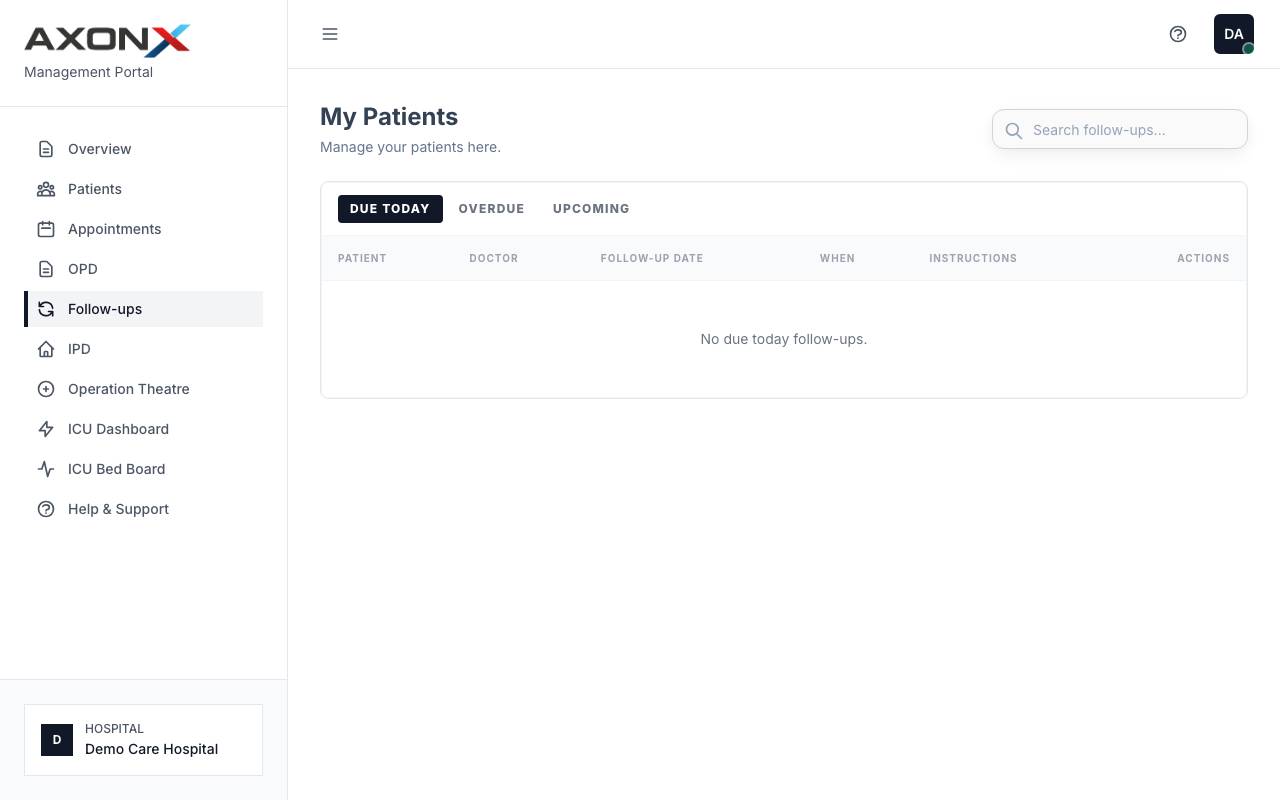 AXONX
Management Portal
Overview
Patients
Appointments
OPD
Follow-ups
IPD
Operation Theatre
ICU Dashboard
ICU Bed Board
Help & Support
D
HOSPITAL
Demo Care Hospital
DA
My Patients
Manage your patients here.
Search follow-ups...
DUE TODAY OVERDUE UPCOMING
PATIENT DOCTOR FOLLOW-UP DATE WHEN INSTRUCTIONS ACTIONS
No due today follow-ups.